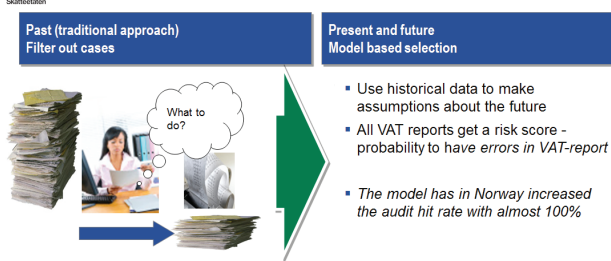 Skatteetaten
Past (traditional approach)
Filter out cases
What to
do?
Present and future
Model based selection
▪ Use historical data to make
assumptions about the future
▪ All VAT reports get a risk score -
probability to have errors in VAT-report
▪ The model has in Norway increased
the audit hit rate with almost 100%